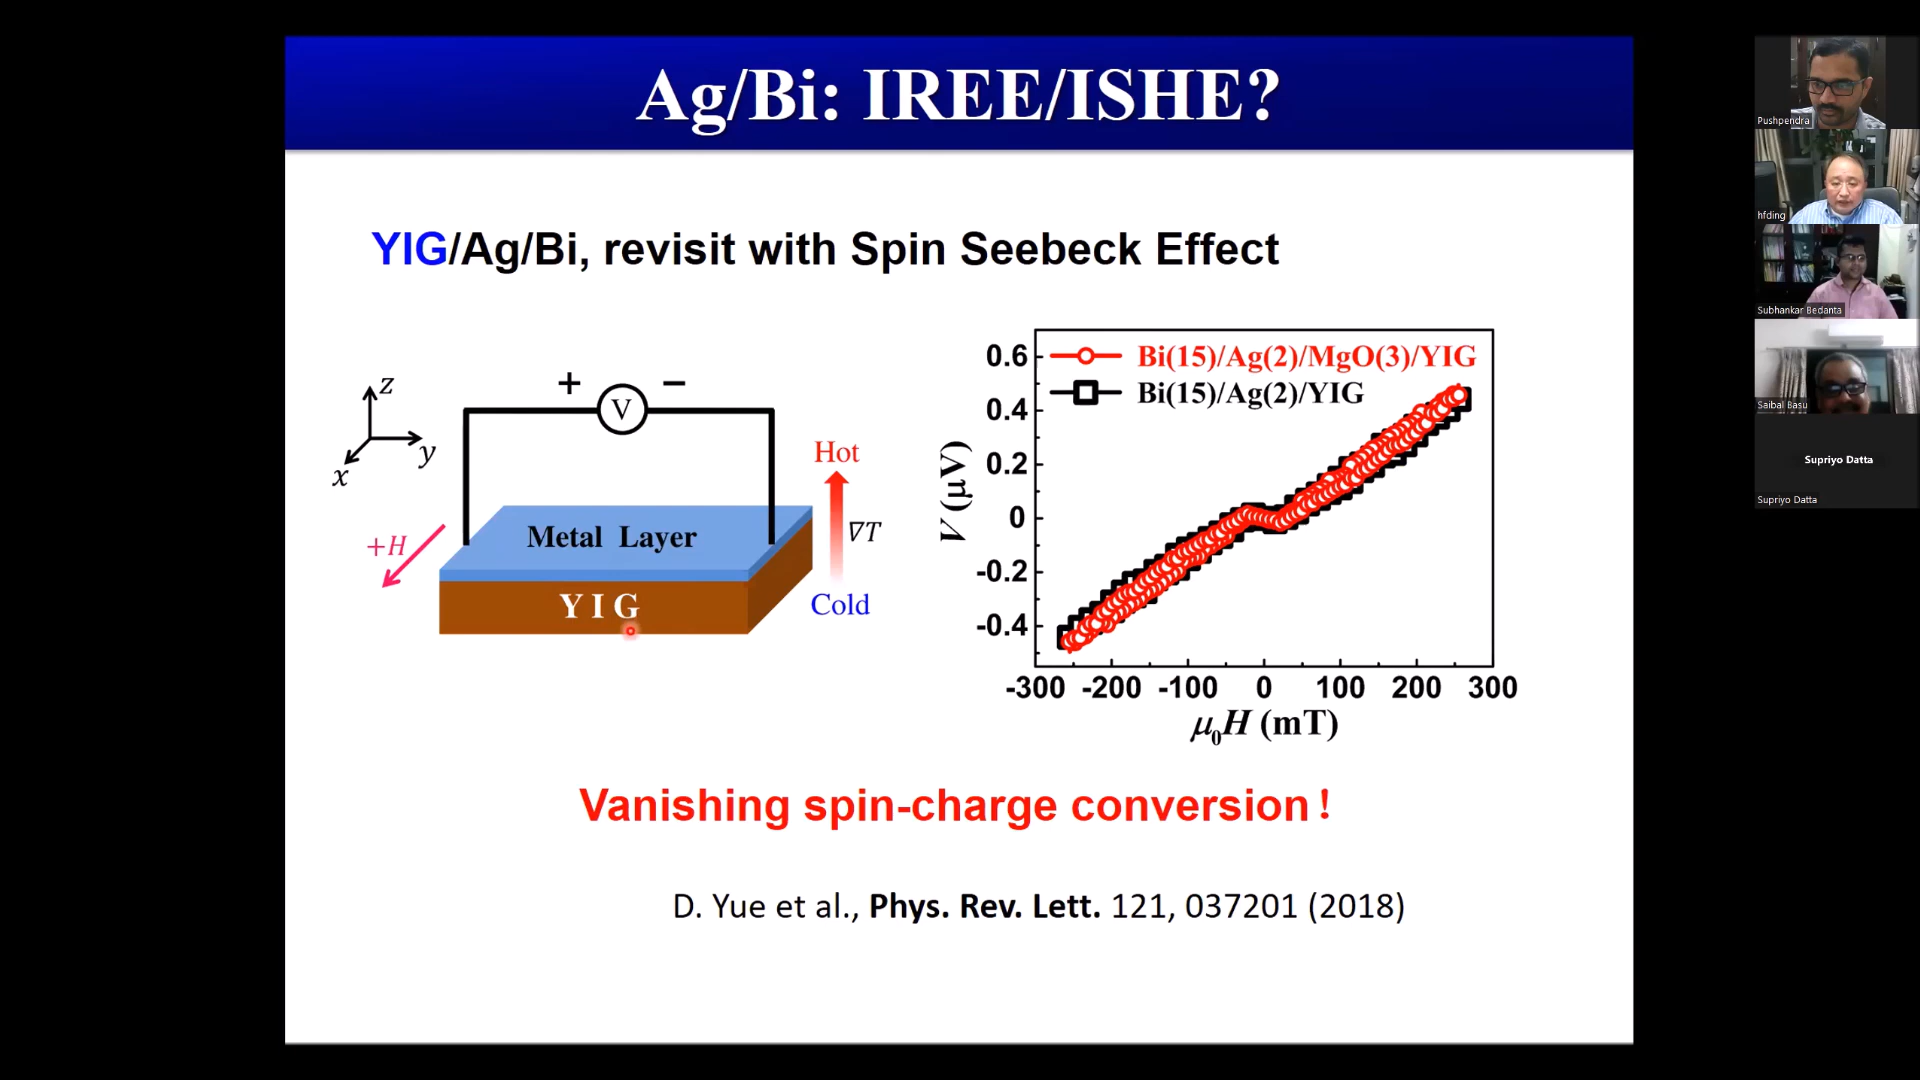 Ag/Bi: IREE/ISHE?
YIG/Ag/Bi, revisit with Spin Seebeck Effect
z
y
x
+ V −
Hot
∇T
Cold
+H
Metal Layer
YIG
Bi(15)/Ag(2)/MgO(3)/YIG
Bi(15)/Ag(2)/YIG
0.6
0.4
0.2
0
-0.2
-0.4
V (μV)
-300 -200 -100 0 100 200 300
μ₀H (mT)
Vanishing spin-charge conversion!
D. Yue et al., Phys. Rev. Lett. 121, 037201 (2018)
Pushpendra
hfding
Subhankar Bedanta
Saibal Basu
Supriyo Datta
Supriyo Datta